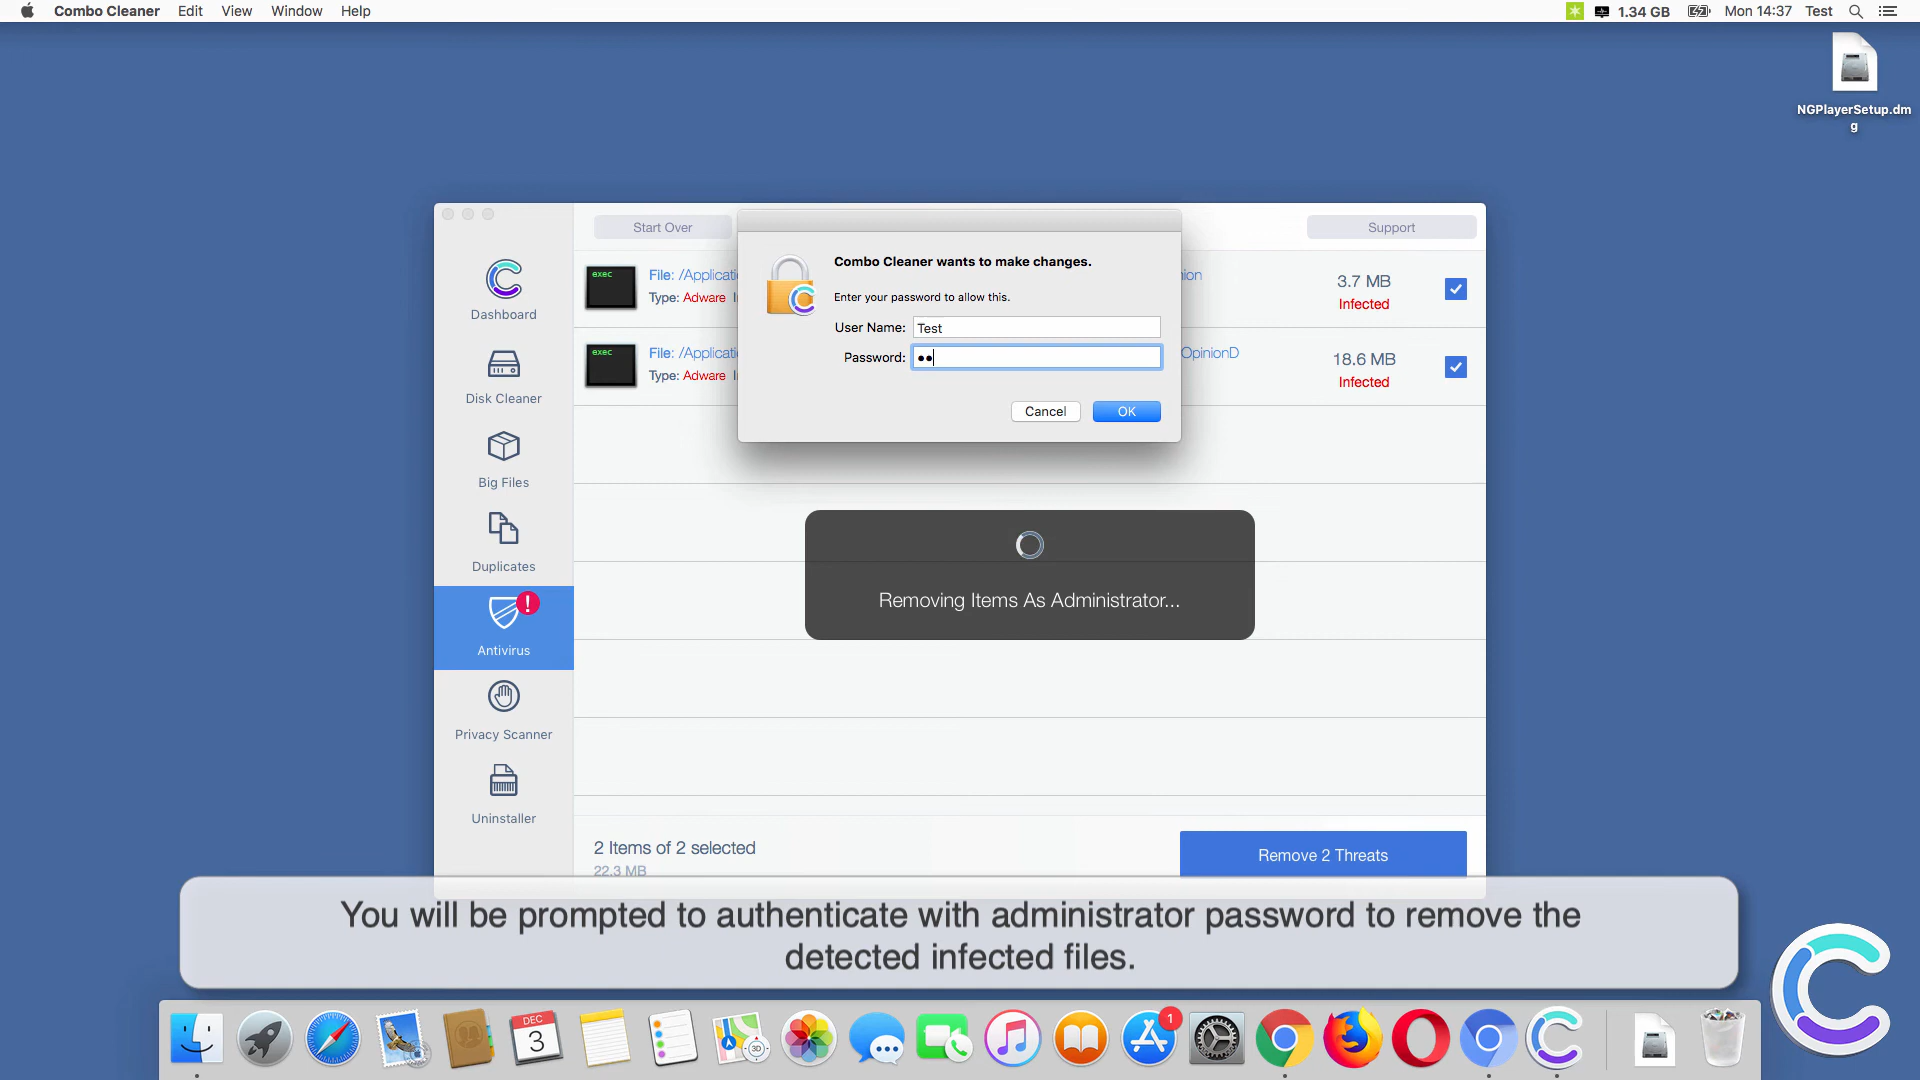 Combo Cleaner Edit View Window Help
1.34 GB Mon 14:37 Test
NGPlayerSetup.dm
g
Start Over
Support
Dashboard
Disk Cleaner
Big Files
Duplicates
Antivirus
Privacy Scanner
Uninstaller
exec
File: /Applicati
nion
Type: Adware
3.7 MB
Infected
exec
File: /Applicati
OpinionD
Type: Adware
18.6 MB
Infected
Combo Cleaner wants to make changes.
Enter your password to allow this.
User Name: Test
Password: ••
Cancel
OK
Removing Items As Administrator...
2 Items of 2 selected
22.3 MB
Remove 2 Threats
You will be prompted to authenticate with administrator password to remove the
detected infected files.
DEC
3
3D
1